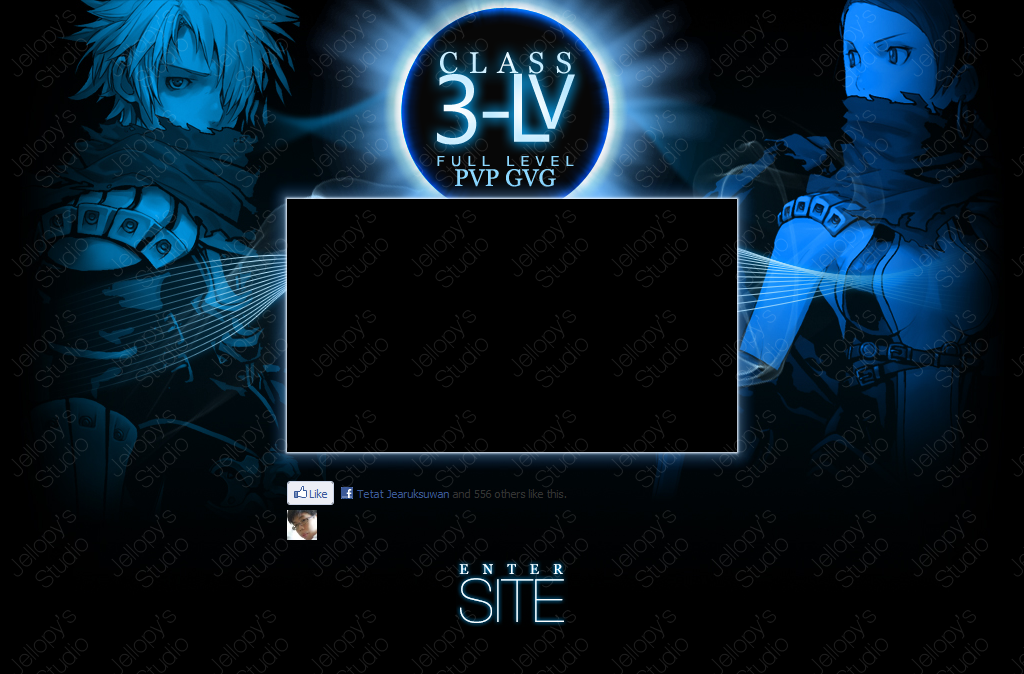 CLASS
3-LV
FULL LEVEL
PVP GVG
Like
Tetat Jearuksuwan and 556 others like this.
ENTER
SITE
Jellopy's
Studio